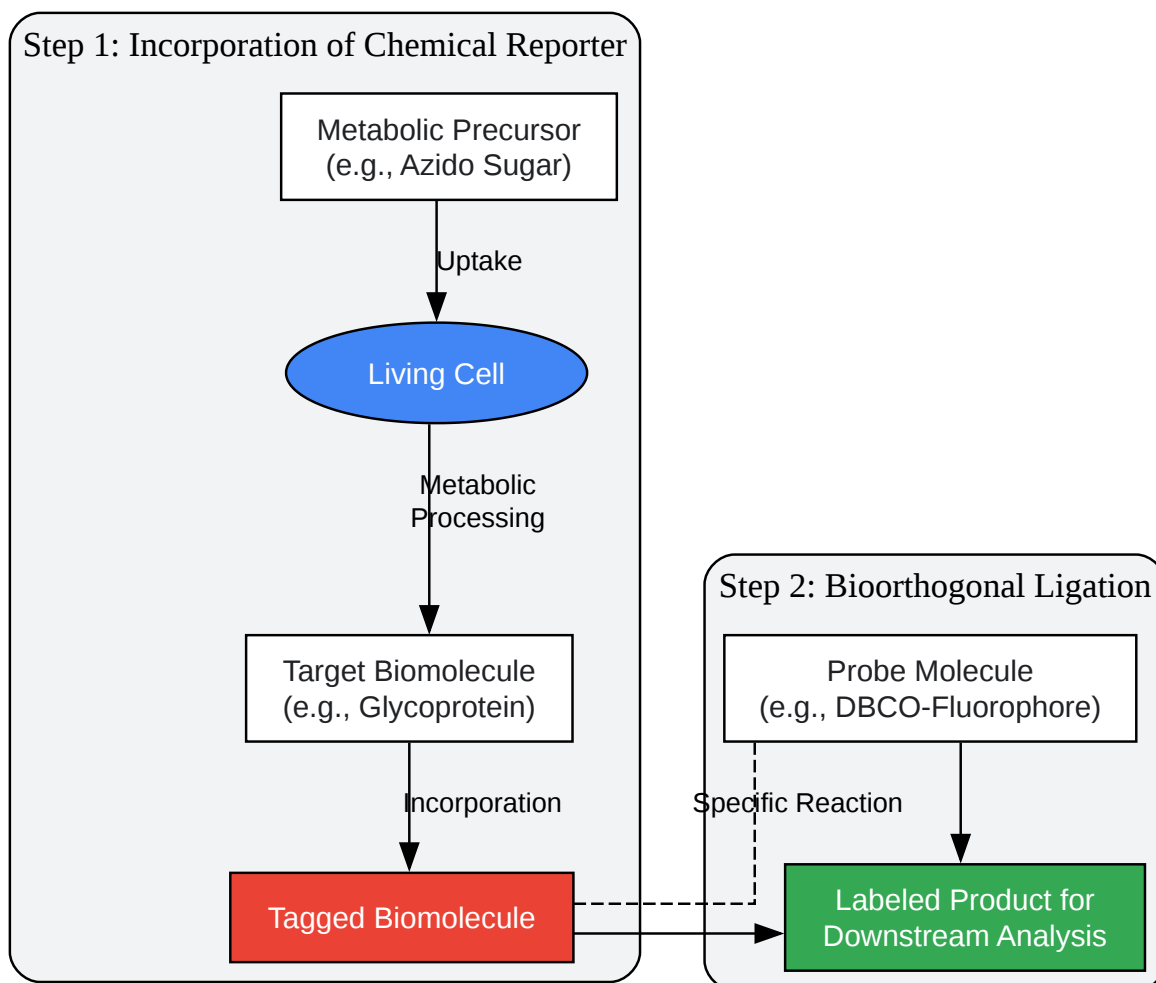 Step 1: Incorporation of Chemical Reporter
Metabolic Precursor
(e.g., Azido Sugar)
Uptake
Living Cell
Metabolic
Processing
Target Biomolecule
(e.g., Glycoprotein)
Incorporation
Tagged Biomolecule
Step 2: Bioorthogonal Ligation
Probe Molecule
(e.g., DBCO-Fluorophore)
Specific Reaction
Labeled Product for
Downstream Analysis